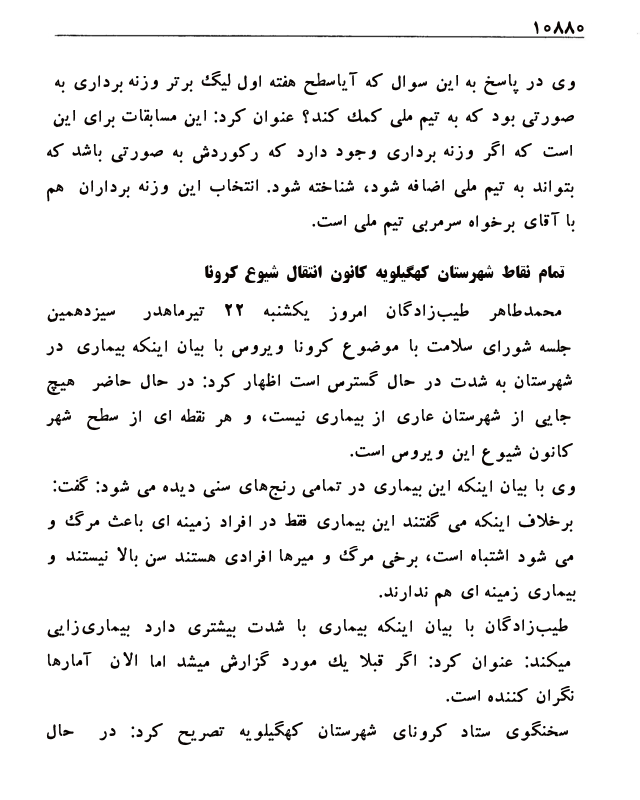 ۱۰۸۸۰
وی در پاسخ به این سوال که آیاسطح هفته اول لیگ برتر وزنه برداری به
صورتی بود که به تیم ملی کمک کند؟ عنوان کرد: این مسابقات برای این
است که اگر وزنه برداری وجود دارد که رکوردش به صورتی باشد که
بتواند به تیم ملی اضافه شود، شناخته شود. انتخاب این وزنه برداران هم
با آقای برخواه سرمربی تیم ملی است.
تمام نقاط شهرستان کهگیلویه کانون انتقال شیوع کرونا
محمدطاهر طیب‌زادگان امروز یکشنبه ۲۲ تیرماهدر سیزدهمین
جلسه شورای سلامت با موضوع کرونا ویروس با بیان اینکه بیماری در
شهرستان به شدت در حال گسترس است اظهار کرد: در حال حاضر هیچ
جایی از شهرستان عاری از بیماری نیست، و هر نقطه ای از سطح شهر
کانون شیوع این ویروس است.
وی با بیان اینکه این بیماری در تمامی رنج‌های سنی دیده می شود: گفت:
برخلاف اینکه می گفتند این بیماری فقط در افراد زمینه ای باعث مرگ و
می شود اشتباه است، برخی مرگ و میرها افرادی هستند سن بالا نیستند و
بیماری زمینه ای هم ندارند.
طیب‌زادگان با بیان اینکه بیماری با شدت بیشتری دارد بیماری‌زایی
میکند: عنوان کرد: اگر قبلا یک مورد گزارش میشد اما الان آمارها
نگران کننده است.
سخنگوی ستاد کرونای شهرستان کهگیلویه تصریح کرد: در حال